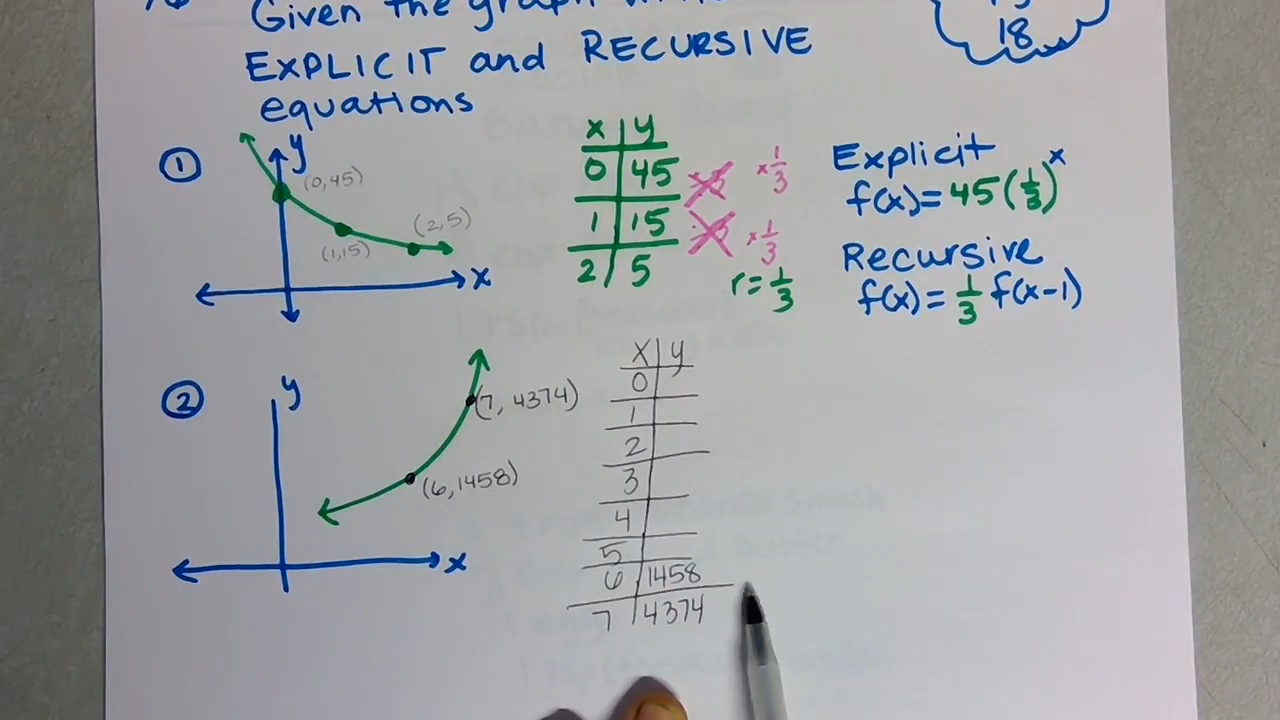 Given the graph
EXPLICIT and RECURSIVE
equations
18
①
y
(0,45)
(1,15)
(2,5)
x
x y
0 45
1 15
2 5
×1/3
×1/3
r=1/3
Explicit
f(x)=45(1/3)^x
Recursive
f(x)=1/3 f(x-1)
②
y
(7, 4374)
(6,1458)
x
x y
0
1
2
3
4
5
6 1458
7 4374